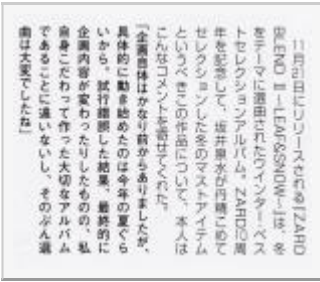 11月21日にリリースされる『ZARD
BLEND Ⅱ～LEAF&SNOW～』は、冬
をテーマに選曲されたウインター・ベス
トセレクションアルバム。ZARD10周
年を記念して、坂井泉水が丹精こめて
セレクションした冬のマストアイテム
というべきこの作品について、本人は
こんなコメントを寄せてくれた。
「企画自体はかなり前からありましたが、
具体的に動き始めたのは今年の夏ぐら
いから。試行錯誤した結果、最終的に
企画内容が変わったりしたものの、私
自身こだわって作った大切なアルバム
であることに違いないし、そのぶん選
曲は大変でしたね」